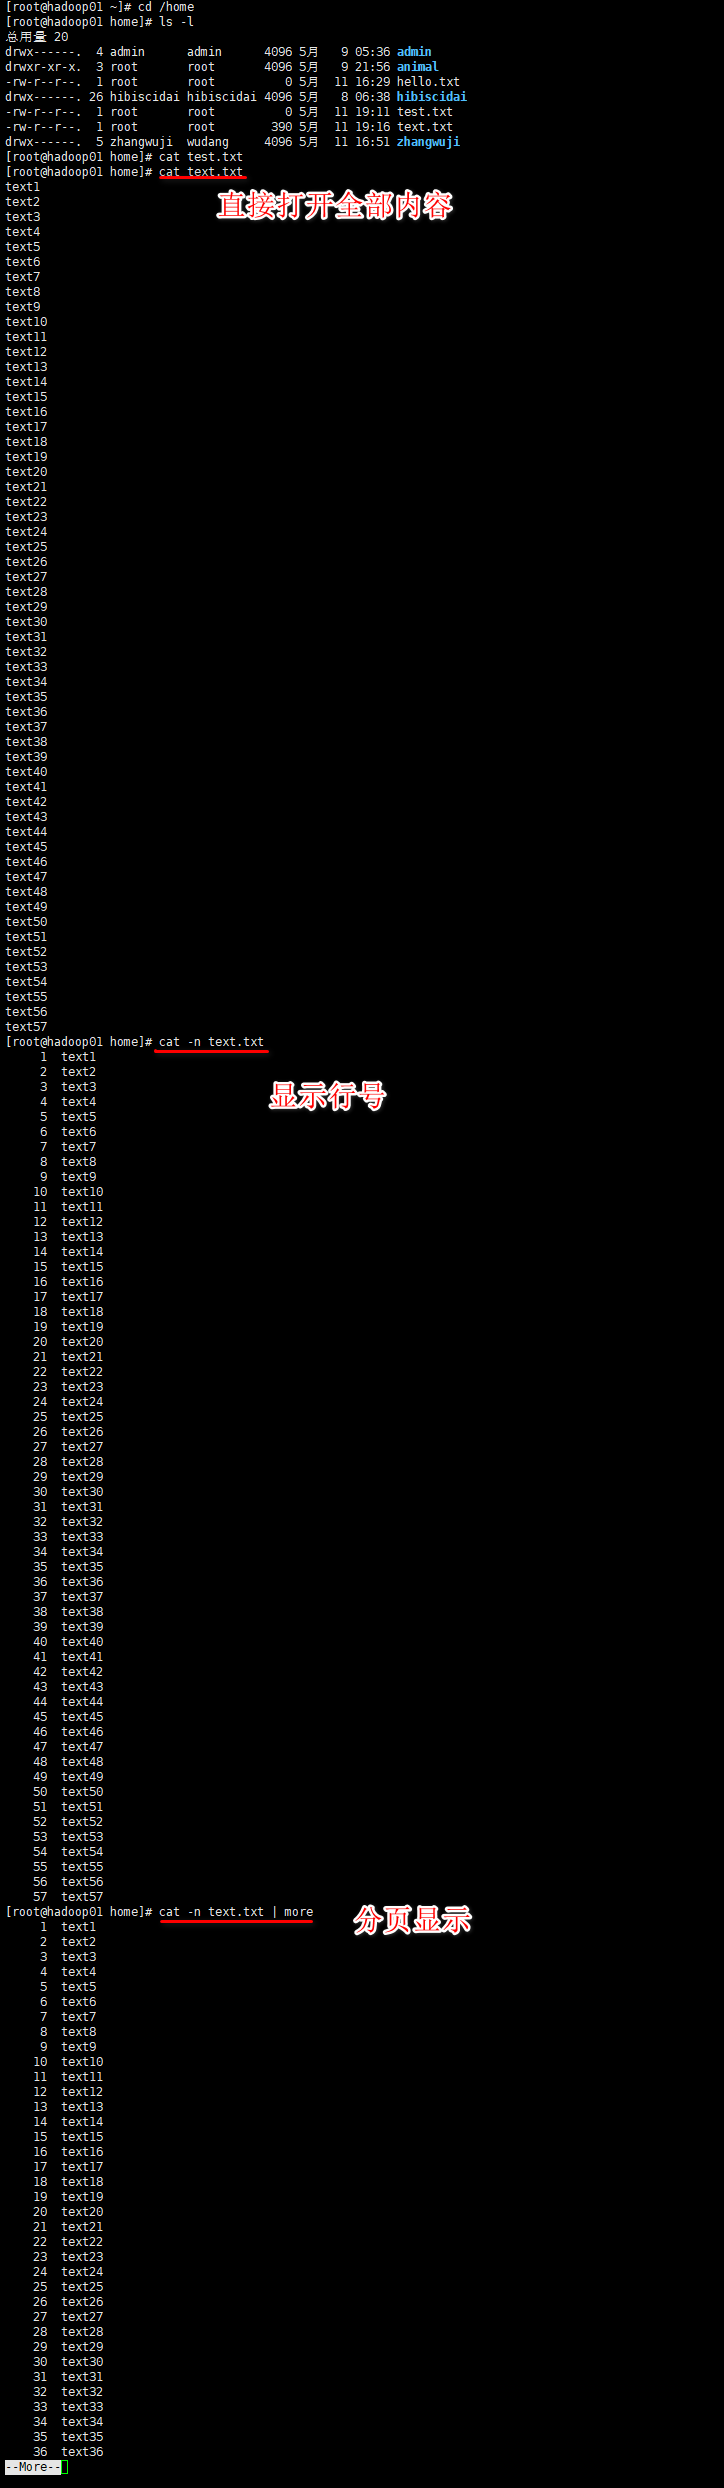 [root@hadoop01 ~]# cd /home
[root@hadoop01 home]# ls -l
总用量 20
drwx------.  4 admin      admin      4096 5月   9 05:36 admin
drwxr-xr-x.  3 root       root       4096 5月   9 21:56 animal
-rw-r--r--.  1 root       root          0 5月  11 16:29 hello.txt
drwx------. 26 hibiscidai hibiscidai 4096 5月   8 06:38 hibiscidai
-rw-r--r--.  1 root       root          0 5月  11 19:11 test.txt
-rw-r--r--.  1 root       root        390 5月  11 19:16 text.txt
drwx------.  5 zhangwuji  wudang     4096 5月  11 16:51 zhangwuji
[root@hadoop01 home]# cat test.txt
[root@hadoop01 home]# cat text.txt
text1
直接打开全部内容
text2
text3
text4
text5
text6
text7
text8
text9
text10
text11
text12
text13
text14
text15
text16
text17
text18
text19
text20
text21
text22
text23
text24
text25
text26
text27
text28
text29
text30
text31
text32
text33
text34
text35
text36
text37
text38
text39
text40
text41
text42
text43
text44
text45
text46
text47
text48
text49
text50
text51
text52
text53
text54
text55
text56
text57
[root@hadoop01 home]# cat -n text.txt
     1  text1
     2  text2
     3  text3
显示行号
     4  text4
     5  text5
     6  text6
     7  text7
     8  text8
     9  text9
    10  text10
    11  text11
    12  text12
    13  text13
    14  text14
    15  text15
    16  text16
    17  text17
    18  text18
    19  text19
    20  text20
    21  text21
    22  text22
    23  text23
    24  text24
    25  text25
    26  text26
    27  text27
    28  text28
    29  text29
    30  text30
    31  text31
    32  text32
    33  text33
    34  text34
    35  text35
    36  text36
    37  text37
    38  text38
    39  text39
    40  text40
    41  text41
    42  text42
    43  text43
    44  text44
    45  text45
    46  text46
    47  text47
    48  text48
    49  text49
    50  text50
    51  text51
    52  text52
    53  text53
    54  text54
    55  text55
    56  text56
    57  text57
[root@hadoop01 home]# cat -n text.txt | more
分页显示
     1  text1
     2  text2
     3  text3
     4  text4
     5  text5
     6  text6
     7  text7
     8  text8
     9  text9
    10  text10
    11  text11
    12  text12
    13  text13
    14  text14
    15  text15
    16  text16
    17  text17
    18  text18
    19  text19
    20  text20
    21  text21
    22  text22
    23  text23
    24  text24
    25  text25
    26  text26
    27  text27
    28  text28
    29  text29
    30  text30
    31  text31
    32  text32
    33  text33
    34  text34
    35  text35
    36  text36
--More--